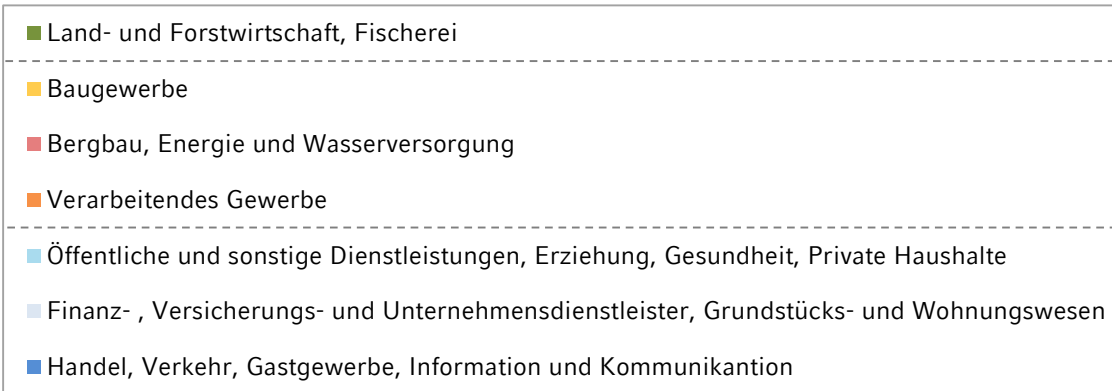 Land- und Forstwirtschaft, Fischerei
Baugewerbe
Bergbau, Energie und Wasserversorgung
Verarbeitendes Gewerbe
Öffentliche und sonstige Dienstleistungen, Erziehung, Gesundheit, Private Haushalte
Finanz- , Versicherungs- und Unternehmensdienstleister, Grundstücks- und Wohnungswesen
Handel, Verkehr, Gastgewerbe, Information und Kommunikantion